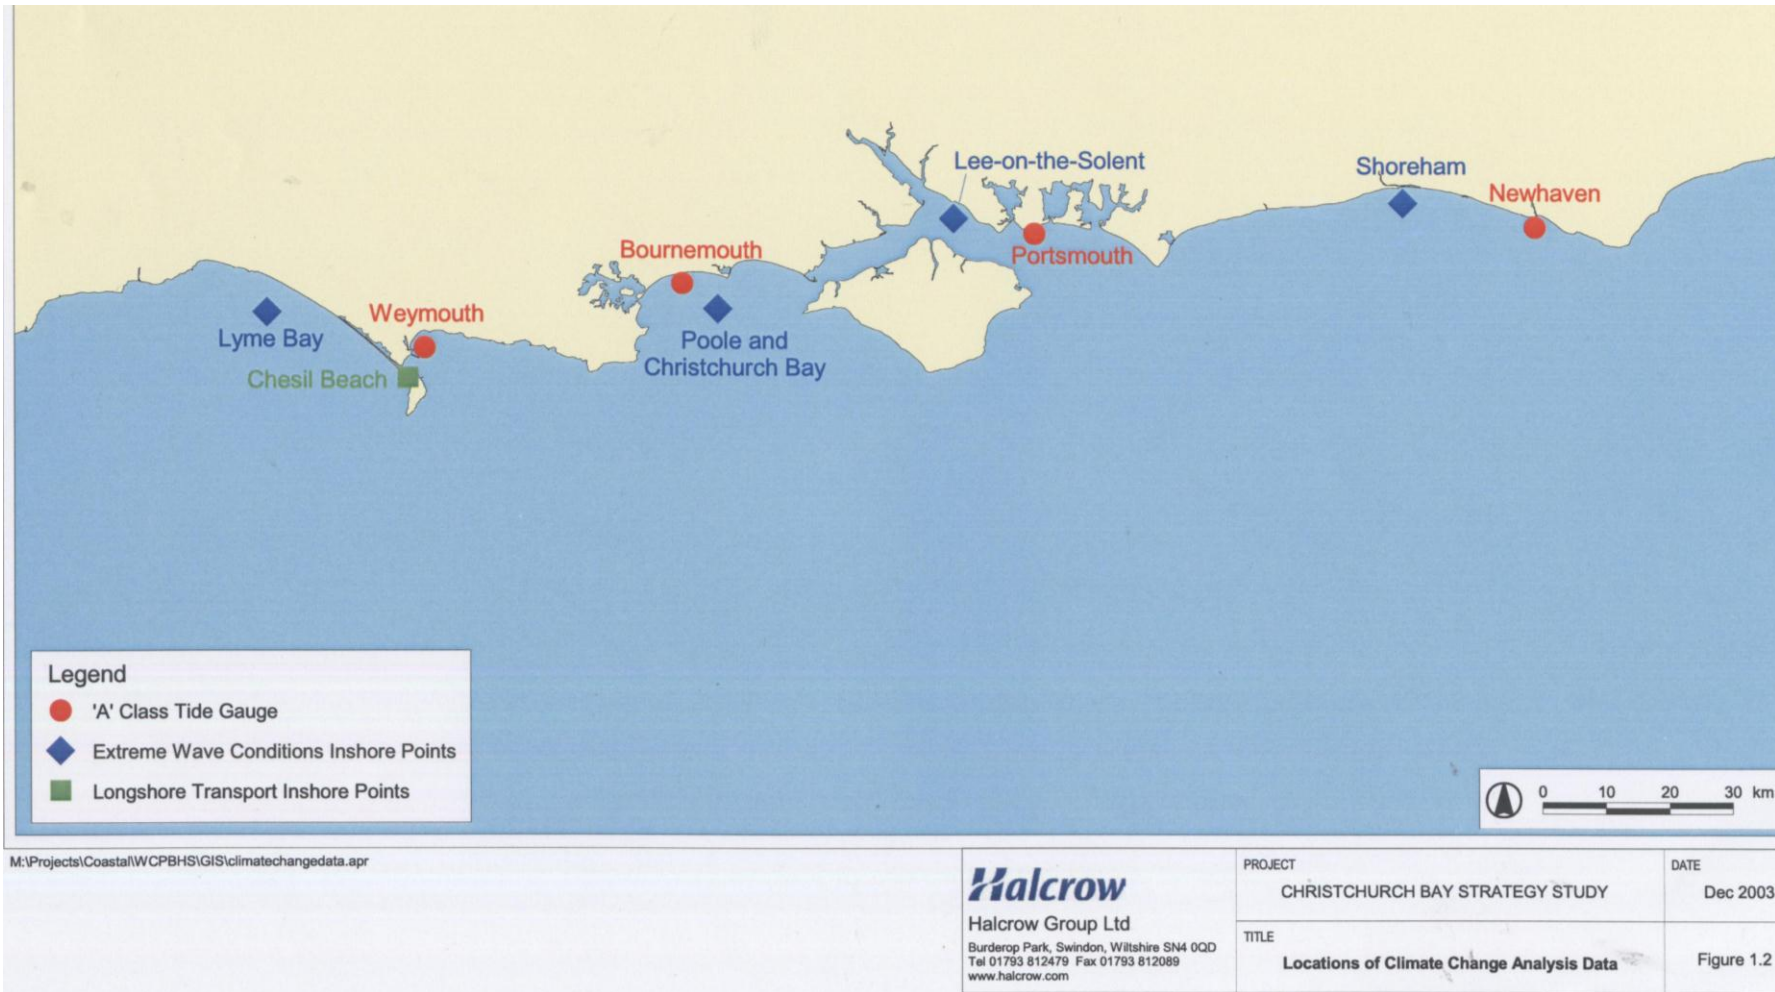 Lee-on-the-Solent
Shoreham
Newhaven
Bournemouth
Portsmouth
Weymouth
Lyme Bay
Poole and
Christchurch Bay
Chesil Beach
Legend
'A' Class Tide Gauge
Extreme Wave Conditions Inshore Points
Longshore Transport Inshore Points
0 10 20 30 km
M:\Projects\Coastal\WCPBHS\GIS\climatechangedata.apr
Halcrow
Halcrow Group Ltd
Burderop Park, Swindon, Wiltshire SN4 0QD
Tel 01793 812479 Fax 01793 812089
www.halcrow.com
PROJECT
CHRISTCHURCH BAY STRATEGY STUDY
DATE
Dec 2003
TITLE
Locations of Climate Change Analysis Data
Figure 1.2